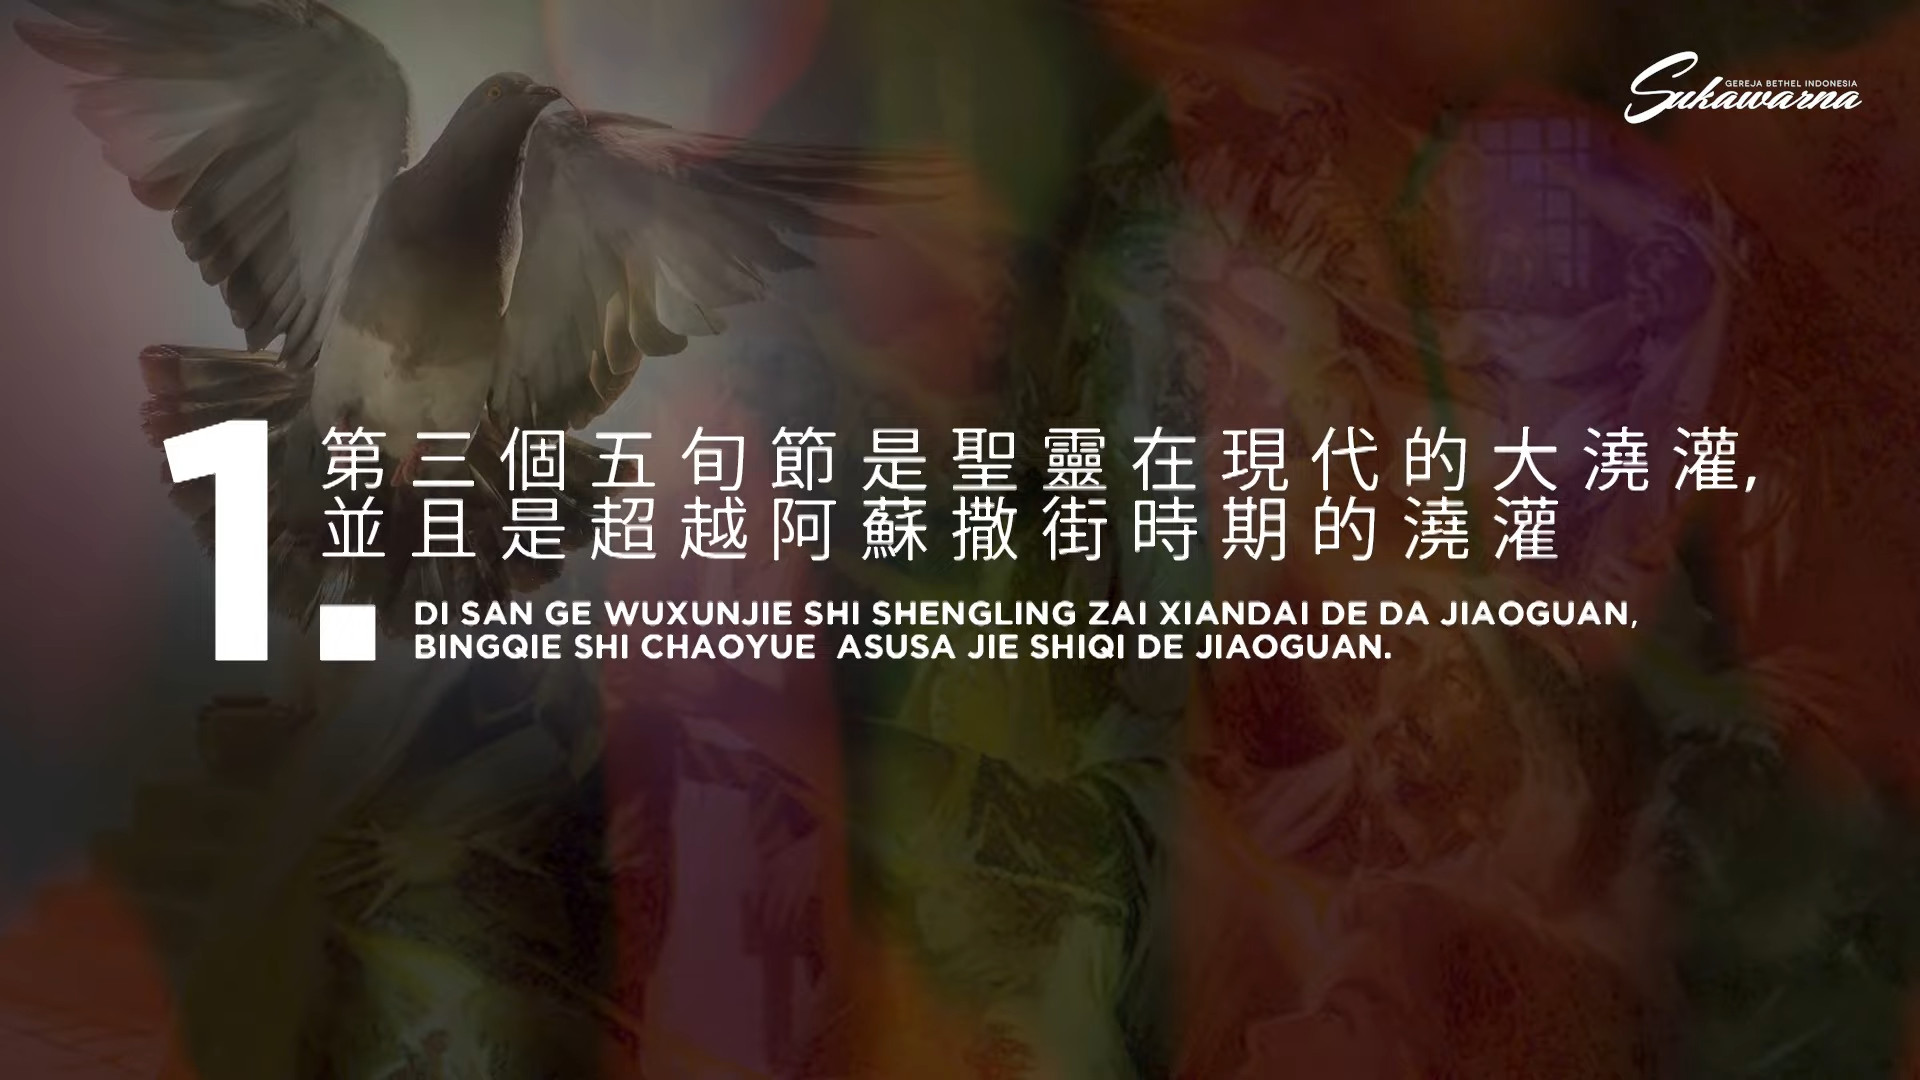 GEREJA BETHEL INDONESIA
Sukawarna
1.
第三個五旬節是聖靈在現代的大澆灌,
並且是超越阿蘇撒街時期的澆灌
DI SAN GE WUXUNJIE SHI SHENGLING ZAI XIANDAI DE DA JIAOGUAN,
BINGQIE SHI CHAOYUE ASUSA JIE SHIQI DE JIAOGUAN.